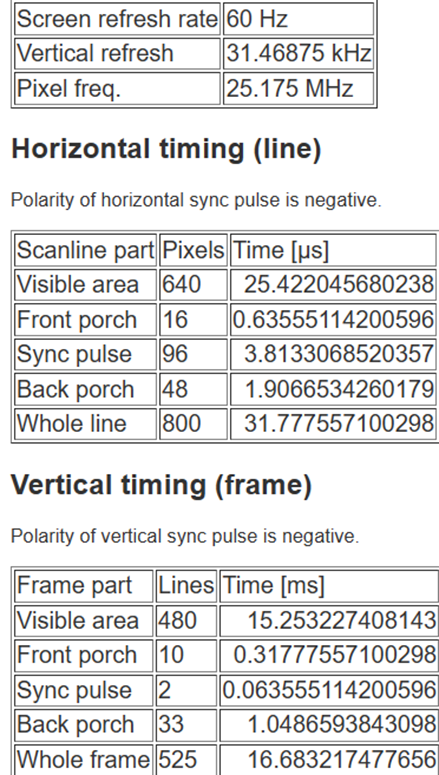 Screen refresh rate 60 Hz
Vertical refresh 31.46875 kHz
Pixel freq. 25.175 MHz
Horizontal timing (line)
Polarity of horizontal sync pulse is negative.
Scanline part Pixels Time [µs]
Visible area 640 25.422045680238
Front porch 16 0.63555114200596
Sync pulse 96 3.8133068520357
Back porch 48 1.9066534260179
Whole line 800 31.777557100298
Vertical timing (frame)
Polarity of vertical sync pulse is negative.
Frame part Lines Time [ms]
Visible area 480 15.253227408143
Front porch 10 0.31777557100298
Sync pulse 2 0.063555114200596
Back porch 33 1.0486593843098
Whole frame 525 16.683217477656